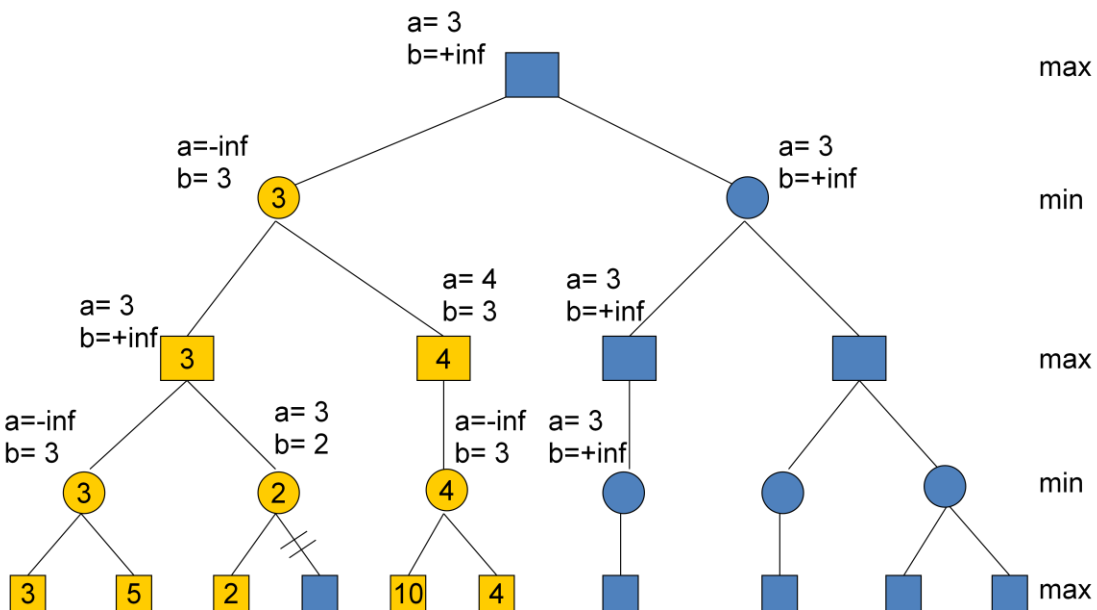 a= 3
b=+inf
max
a=-inf
b= 3
a= 3
b=+inf
3
min
a= 3
b=+inf
a= 4
b= 3
a= 3
b=+inf
3
4
max
a=-inf
b= 3
a= 3
b= 2
a=-inf
b= 3
a= 3
b=+inf
3
2
4
min
3
5
2
10
4
max